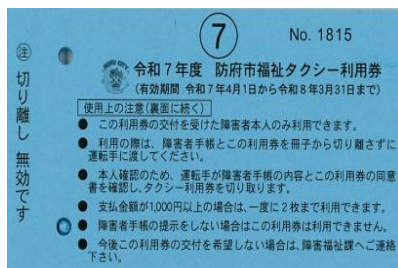 ⑦
No. 1815
令和7年度 防府市福祉タクシー利用券
(有効期間 令和7年4月1日から令和8年3月31日まで)
注 切り離し 無効です
使用上の注意(裏面に続く)
● この利用券の交付を受けた障害者本人のみ利用できます。
● 利用の際は、障害者手帳とこの利用券を冊子から切り離さずに
運転手に渡してください。
● 本人確認のため、運転手が障害者手帳の内容とこの利用券の同意
書を確認し、タクシー利用券を切り取ります。
● 支払金額が1,000円以上の場合は、一度に2枚まで利用できます。
● 障害者手帳の提示をしない場合はこの利用券は利用できません。
● 今後この利用券の交付を希望しない場合は、障害福祉課へご連絡
下さい。